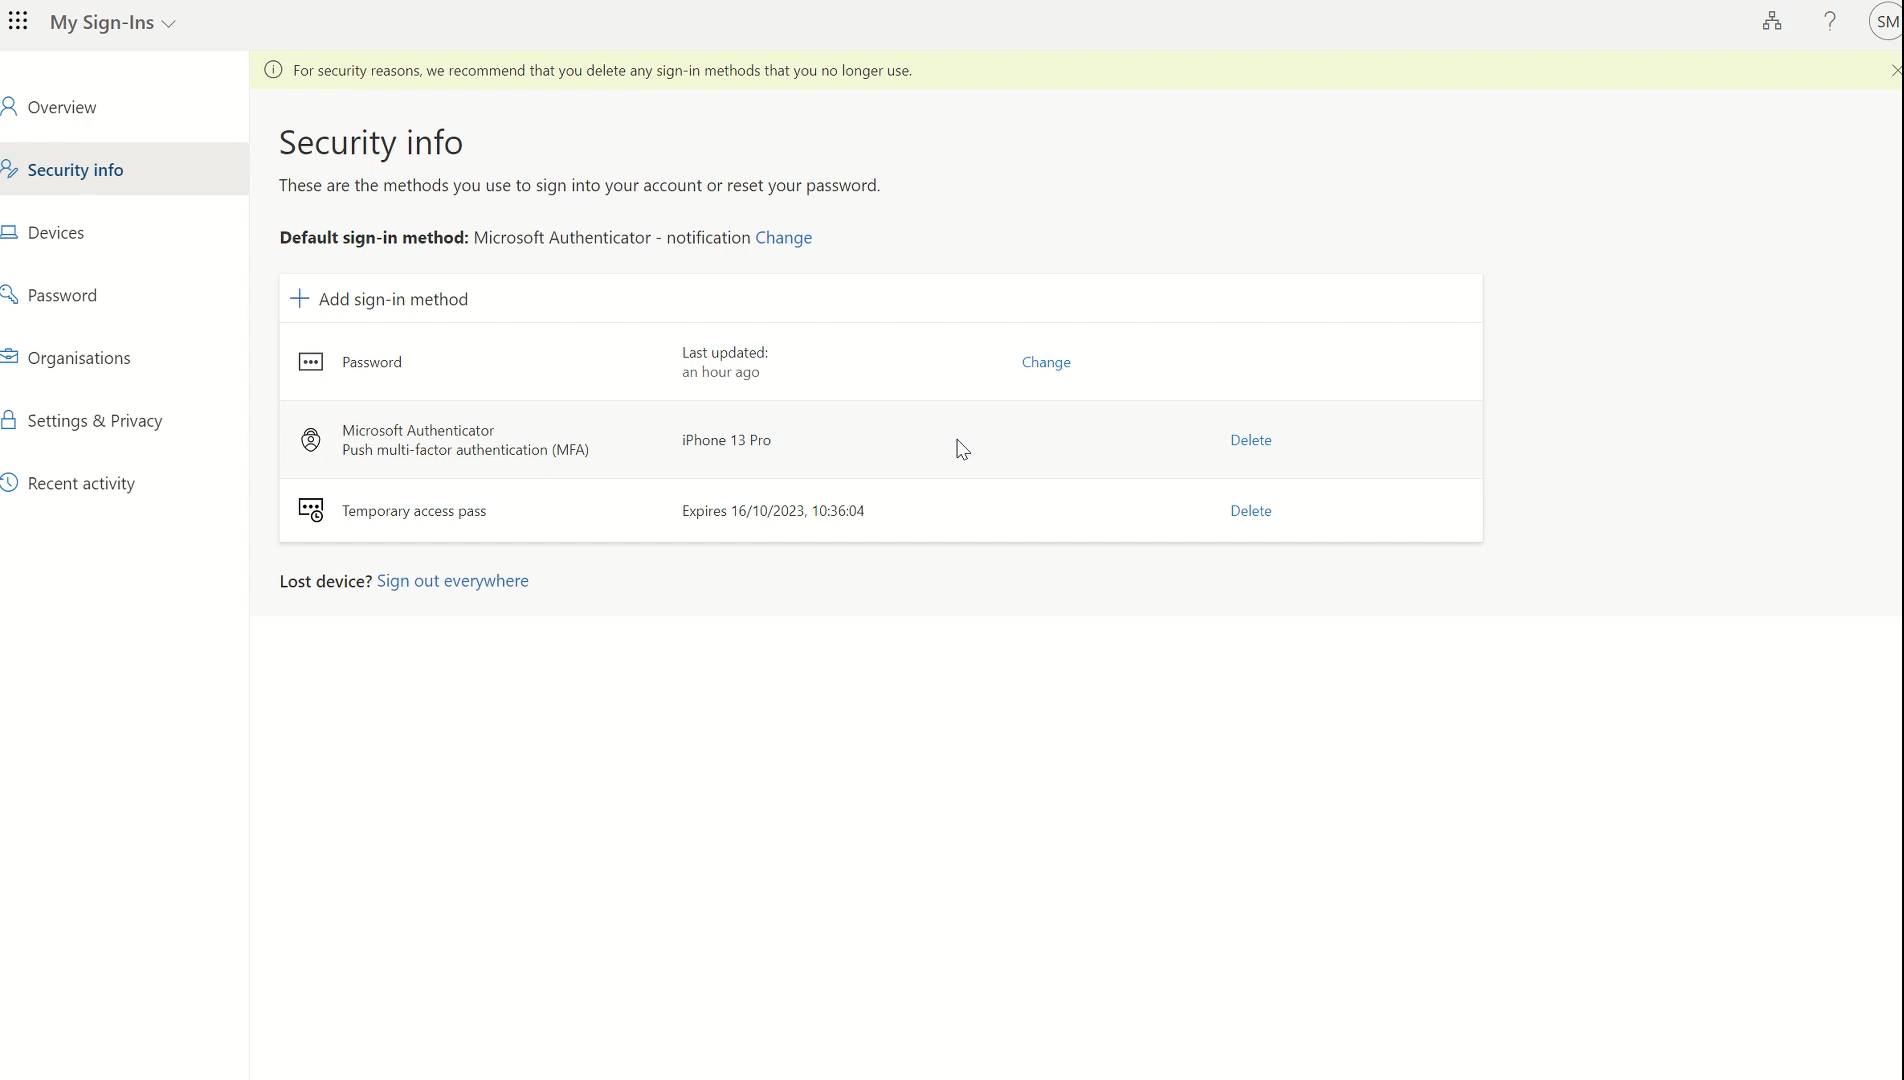 My Sign-Ins
?
SM
For security reasons, we recommend that you delete any sign-in methods that you no longer use.
Overview
Security info
Devices
Password
Organisations
Settings & Privacy
Recent activity
Security info
These are the methods you use to sign into your account or reset your password.
Default sign-in method: Microsoft Authenticator - notification Change
Add sign-in method
Password
Last updated:
an hour ago
Change
Microsoft Authenticator
Push multi-factor authentication (MFA)
iPhone 13 Pro
Delete
Temporary access pass
Expires 16/10/2023, 10:36:04
Delete
Lost device? Sign out everywhere